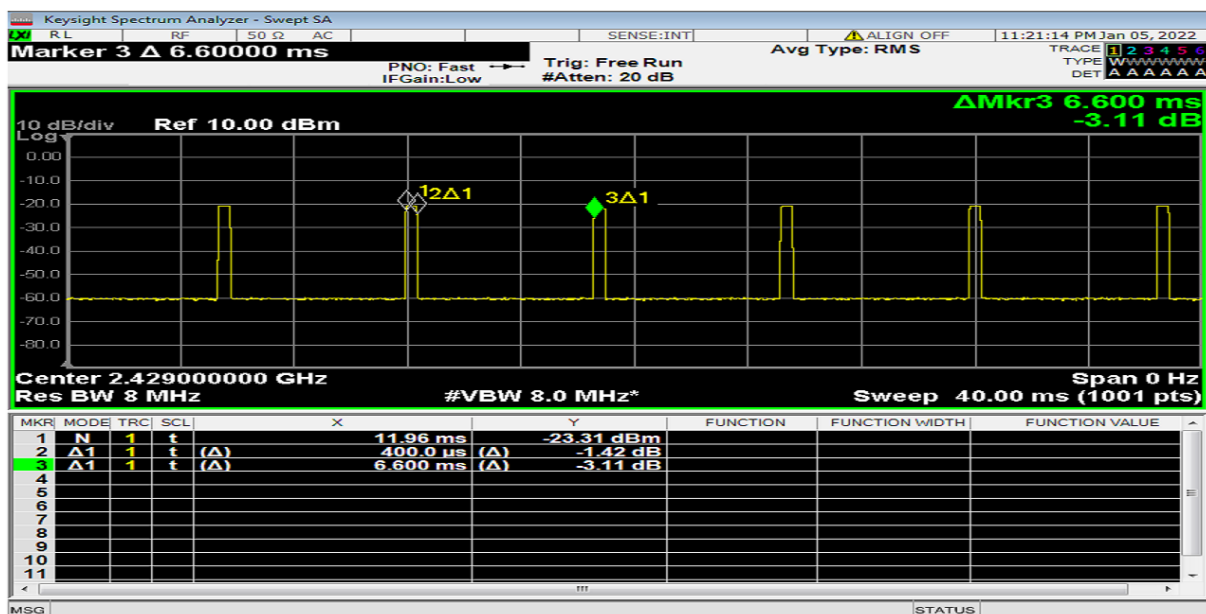 Keysight Spectrum Analyzer - Swept SA
LXI RL RF 50 Ω AC SENSE:INT ALIGN OFF 11:21:14 PM Jan 05, 2022
Marker 3 Δ 6.60000 ms Avg Type: RMS TRACE 1 2 3 4 5 6
PNO: Fast Trig: Free Run TYPE WWWWWW
IFGain:Low #Atten: 20 dB DET A A A A A A
ΔMkr3 6.600 ms
10 dB/div Ref 10.00 dBm -3.11 dB
Log
0.00
-10.0
1 2Δ1 3Δ1
-20.0
-30.0
-40.0
-50.0
-60.0
-70.0
-80.0
Center 2.429000000 GHz Span 0 Hz
Res BW 8 MHz #VBW 8.0 MHz* Sweep 40.00 ms (1001 pts)
MKR MODE TRC SCL X Y FUNCTION FUNCTION WIDTH FUNCTION VALUE
1 N 1 t 11.96 ms -23.31 dBm
2 Δ1 1 t (Δ) 400.0 µs (Δ) -1.42 dB
3 Δ1 1 t (Δ) 6.600 ms (Δ) -3.11 dB
4
5
6
7
8
9
10
11
MSG STATUS